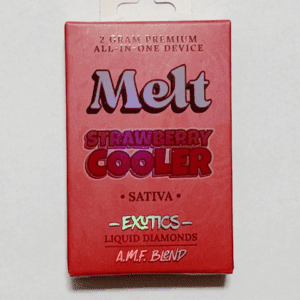 2 GRAM PREMIUM
ALL-IN-ONE DEVICE
Melt
STRAWBERRY
COOLER
• SATIVA •
– EXOTICS –
LIQUID DIAMONDS
A.M.F. BLEND